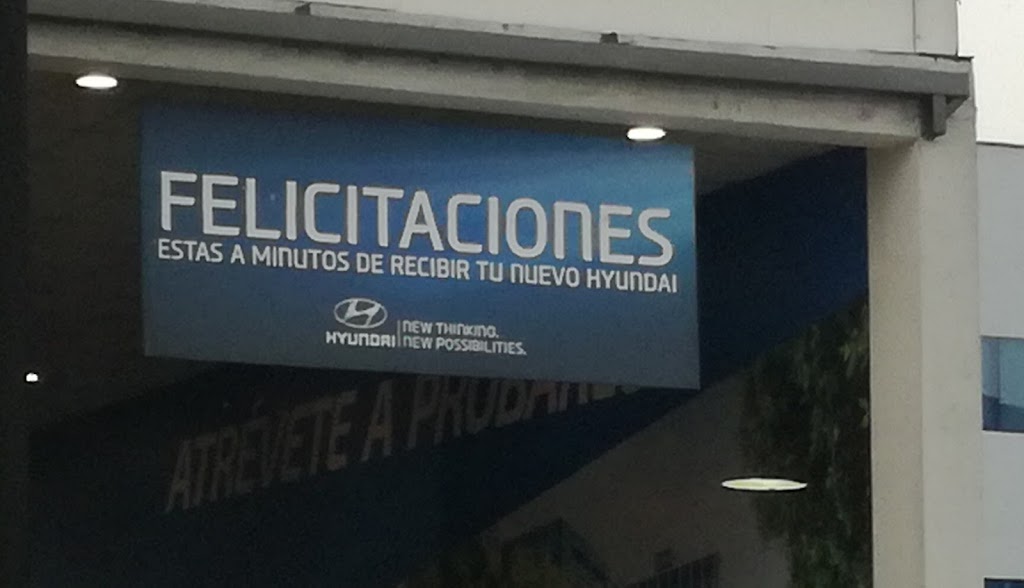 FELICITACIONES
ESTAS A MINUTOS DE RECIBIR TU NUEVO HYUNDAI
HYUNDAI
NEW THINKING.
NEW POSSIBILITIES.
ATRÉVETE A